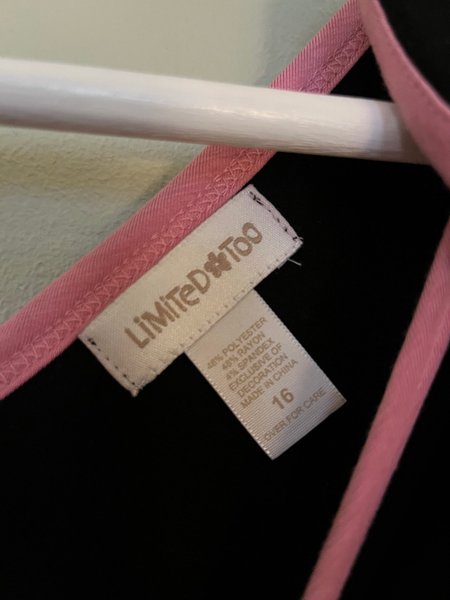 LiMiTeD TOO
48% POLYESTER
48% RAYON
4% SPANDEX
EXCLUSIVE OF
DECORATION
MADE IN CHINA
16
OVER FOR CARE